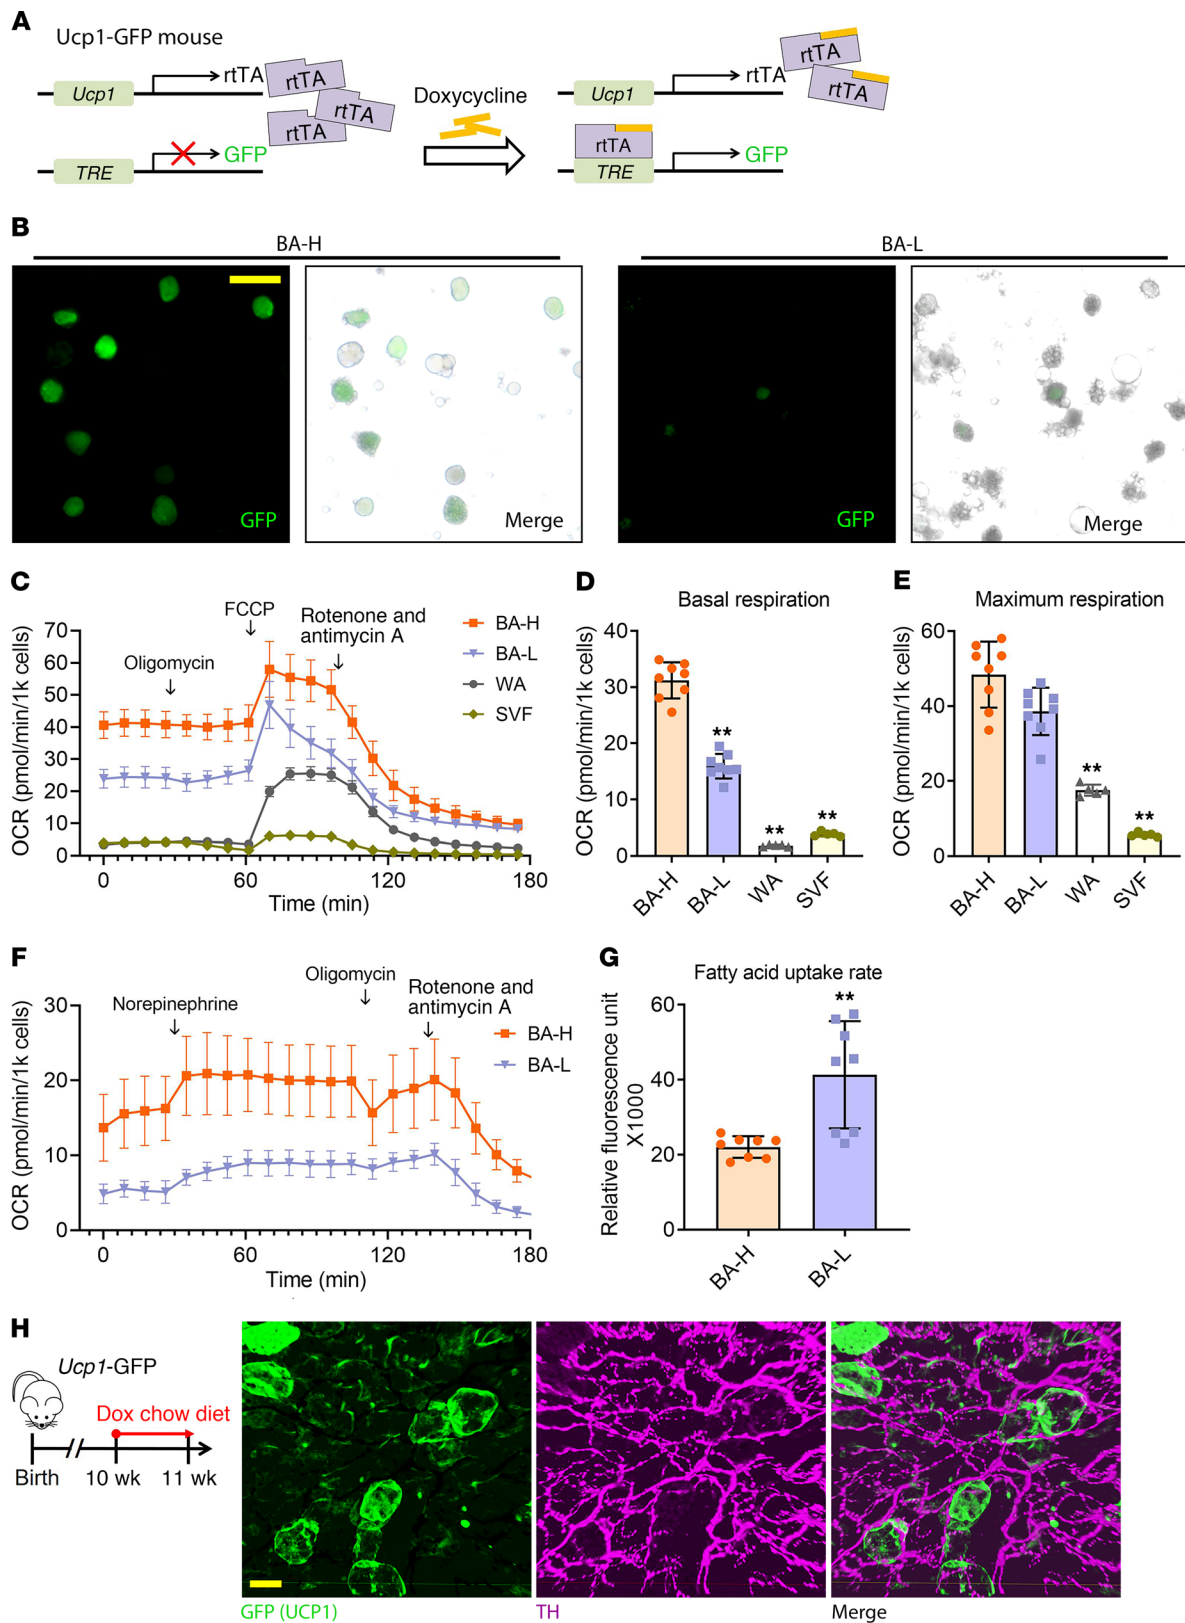 A
Ucp1-GFP mouse
Ucp1
rtTA
rtTA
rtTA
rtTA
TRE
GFP
Doxycycline
Ucp1
rtTA
rtTA
rtTA
rtTA
TRE
GFP
B
BA-H
BA-L
GFP
Merge
GFP
Merge
C
FCCP
Rotenone and
antimycin A
Oligomycin
BA-H
BA-L
WA
SVF
OCR (pmol/min/1k cells)
70
60
50
40
30
20
10
0
0 60 120 180
Time (min)
D
Basal respiration
OCR (pmol/min/1k cells)
40
30
20
10
0
**
**
**
BA-H BA-L WA SVF
E
Maximum respiration
OCR (pmol/min/1k cells)
60
40
20
0
**
**
BA-H BA-L WA SVF
F
Oligomycin
Norepinephrine
Rotenone and
antimycin A
BA-H
BA-L
OCR (pmol/min/1k cells)
30
20
10
0
0 60 120 180
Time (min)
G
Fatty acid uptake rate
Relative fluorescence unit
X1000
60
40
20
0
**
BA-H BA-L
H
Ucp1-GFP
Dox chow diet
Birth 10 wk 11 wk
GFP (UCP1)
TH
Merge